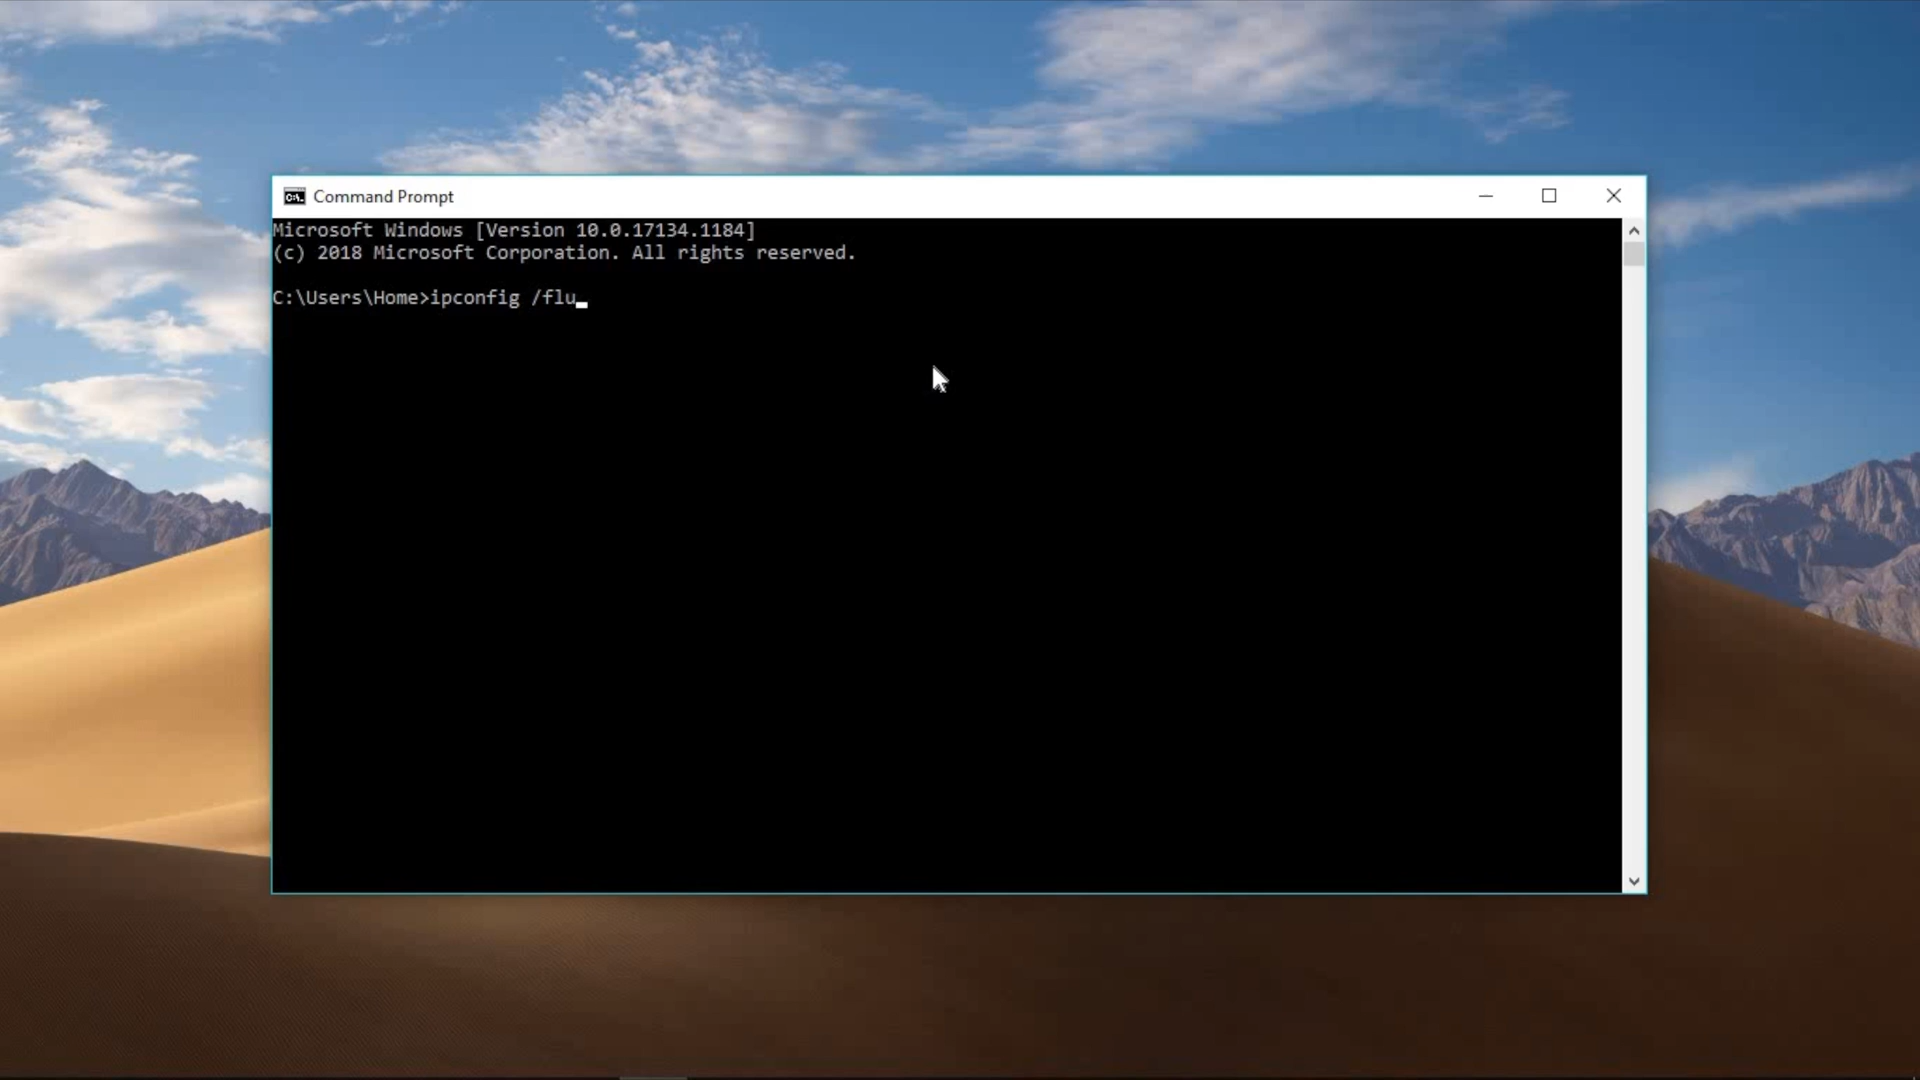 Command Prompt
Microsoft Windows [Version 10.0.17134.1184]
(c) 2018 Microsoft Corporation. All rights reserved.
C:\Users\Home>ipconfig /flu